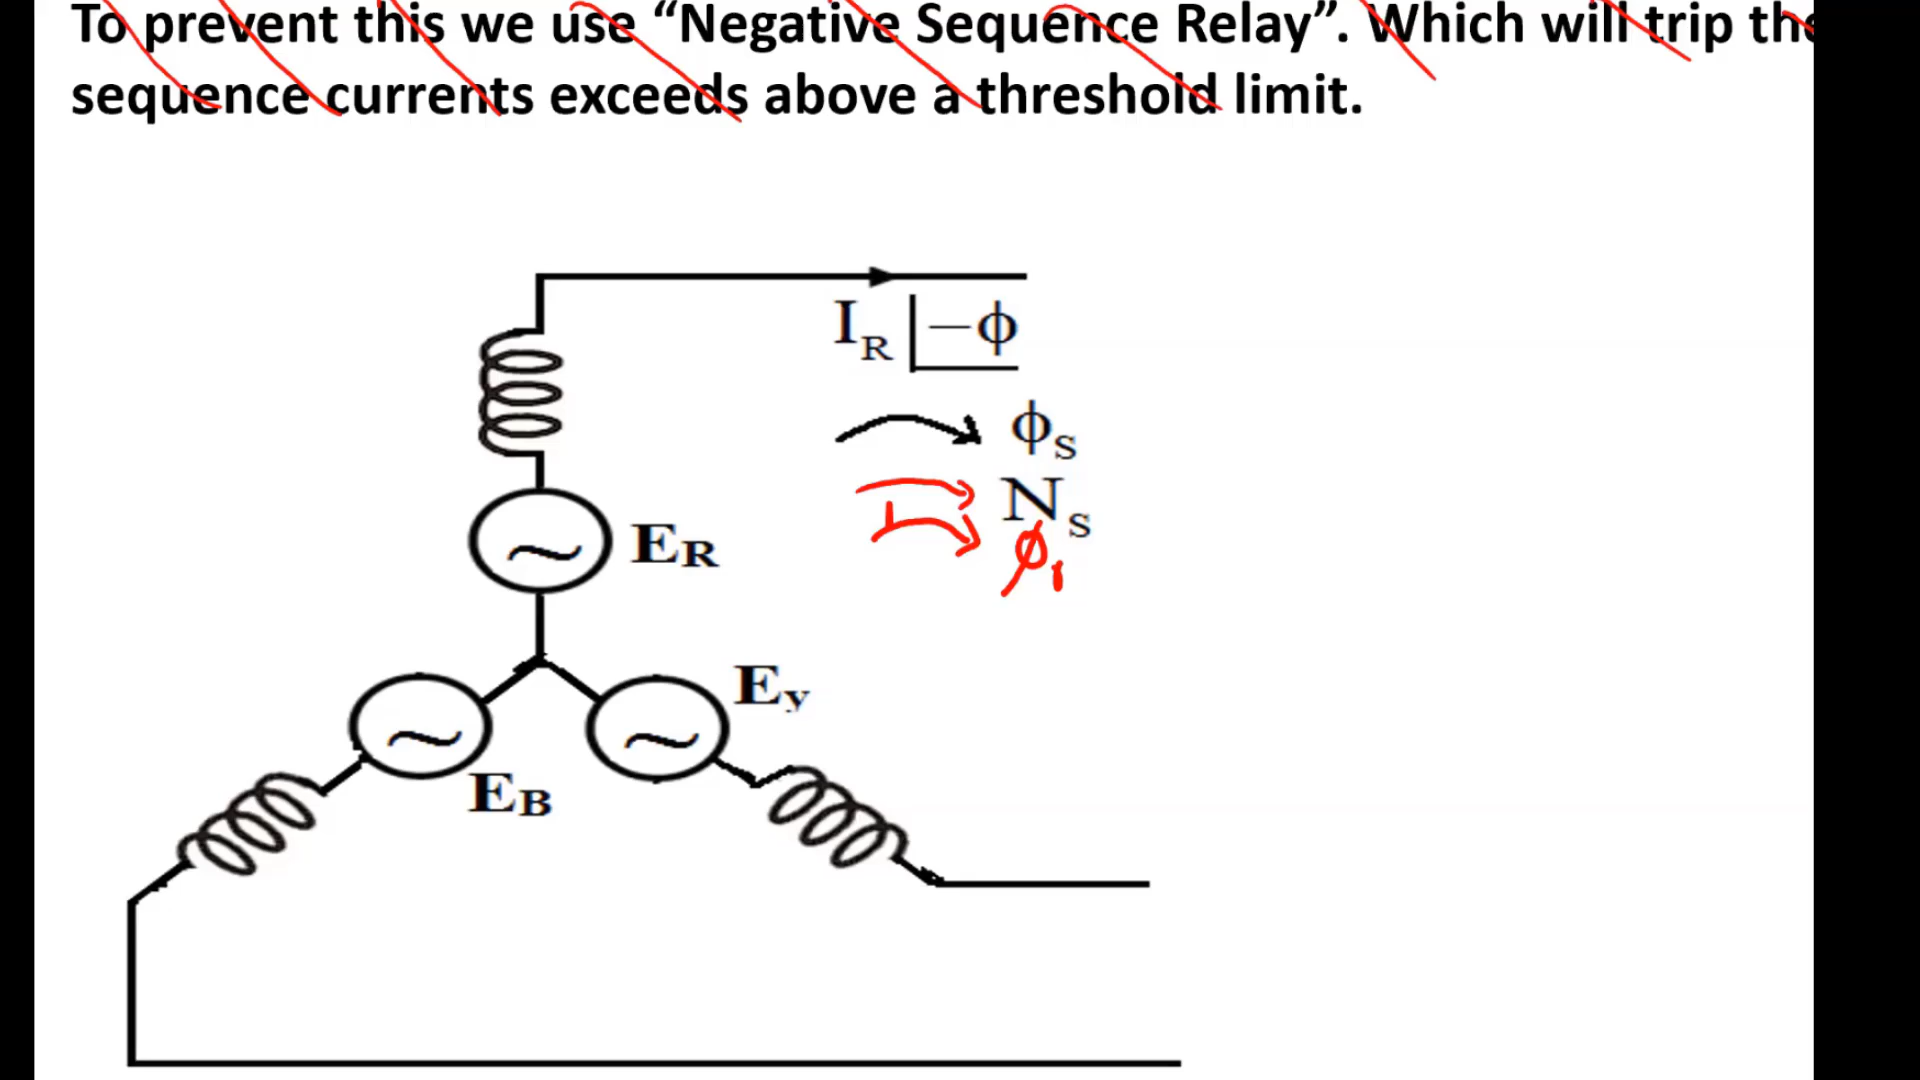 To prevent this we use “Negative Sequence Relay”. Which will trip the
sequence currents exceeds above a threshold limit.
I_R |−ϕ
ϕ_S
N_S
ϕ_1
E_R
E_y
E_B